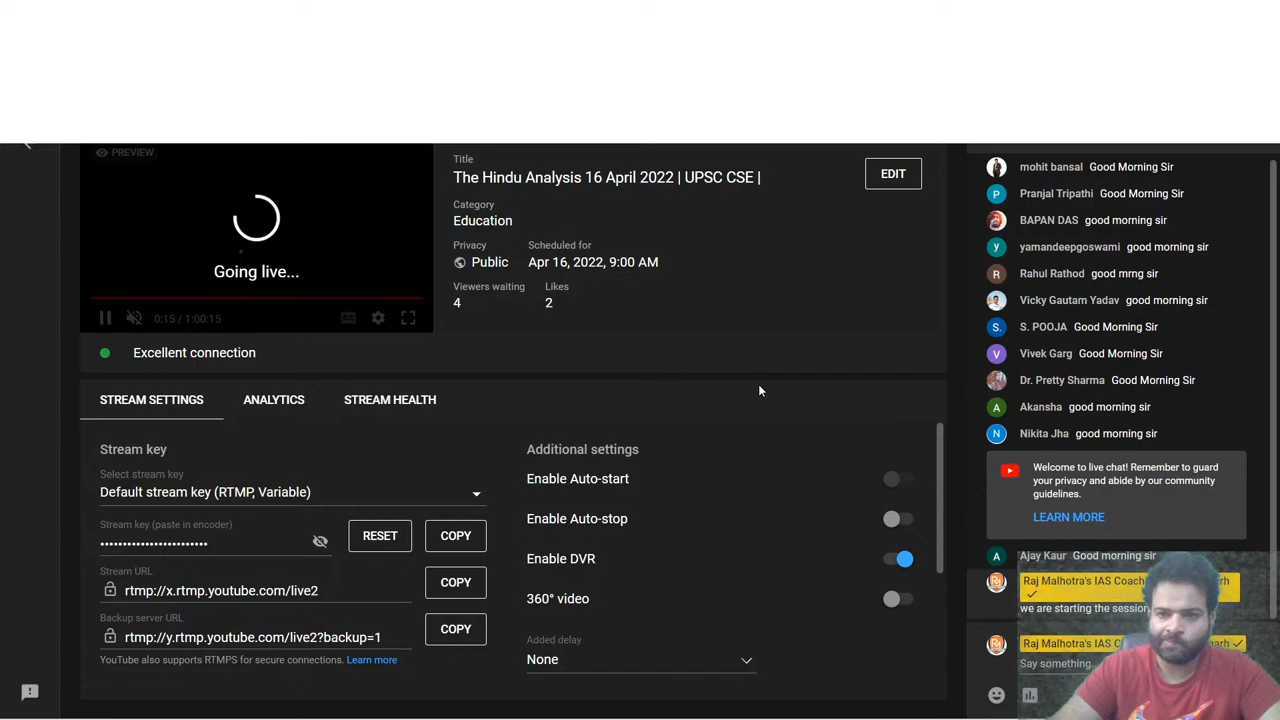 PREVIEW
Going live...
0:15 / 1:00:15
Title
The Hindu Analysis 16 April 2022 | UPSC CSE |
EDIT
Category
Education
Privacy
Public
Scheduled for
Apr 16, 2022, 9:00 AM
Viewers waiting
4
Likes
2
Excellent connection
STREAM SETTINGS
ANALYTICS
STREAM HEALTH
Stream key
Select stream key
Default stream key (RTMP, Variable)
Stream key (paste in encoder)
••••••••••••••••••••••••
RESET
COPY
Stream URL
rtmp://x.rtmp.youtube.com/live2
COPY
Backup server URL
rtmp://y.rtmp.youtube.com/live2?backup=1
COPY
YouTube also supports RTMPS for secure connections. Learn more
Additional settings
Enable Auto-start
Enable Auto-stop
Enable DVR
360° video
Added delay
None
mohit bansal Good Morning Sir
P Pranjal Tripathi Good Morning Sir
BAPAN DAS good morning sir
y yamandeepgoswami good morning sir
R Rahul Rathod good mrng sir
Vicky Gautam Yadav good morning sir
S. S. POOJA Good Morning Sir
V Vivek Garg Good Morning Sir
Dr. Pretty Sharma Good Morning Sir
A Akansha good morning sir
N Nikita Jha good morning sir
Welcome to live chat! Remember to guard
your privacy and abide by our community
guidelines.
LEARN MORE
A Ajay Kaur Good morning sir
Raj Malhotra's IAS
we are starting the session
Raj Malhotra's IAS
Say something...